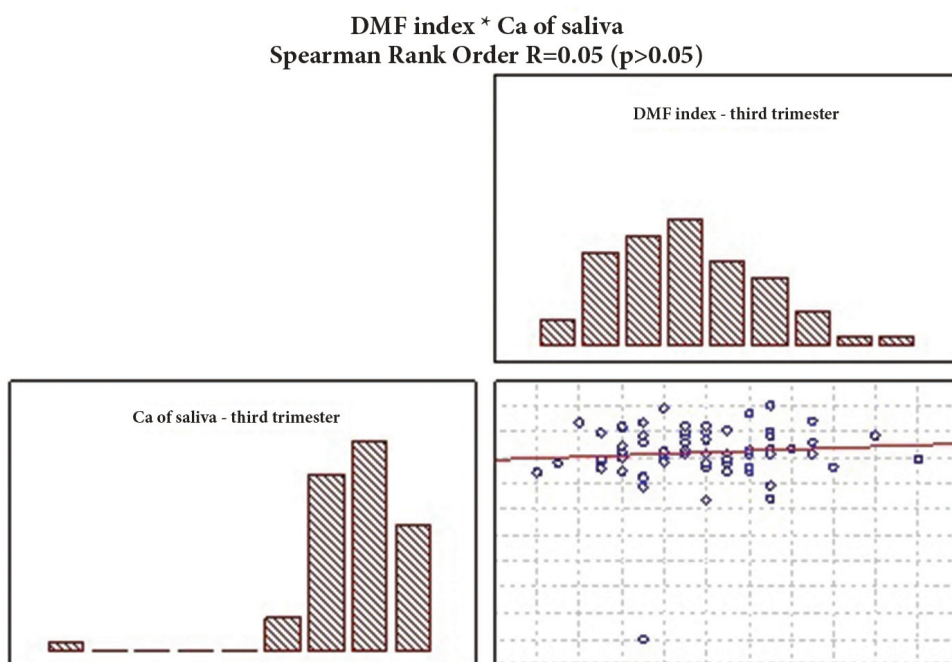 DMF index * Ca of saliva
Spearman Rank Order R=0.05 (p>0.05)
DMF index - third trimester
Ca of saliva - third trimester